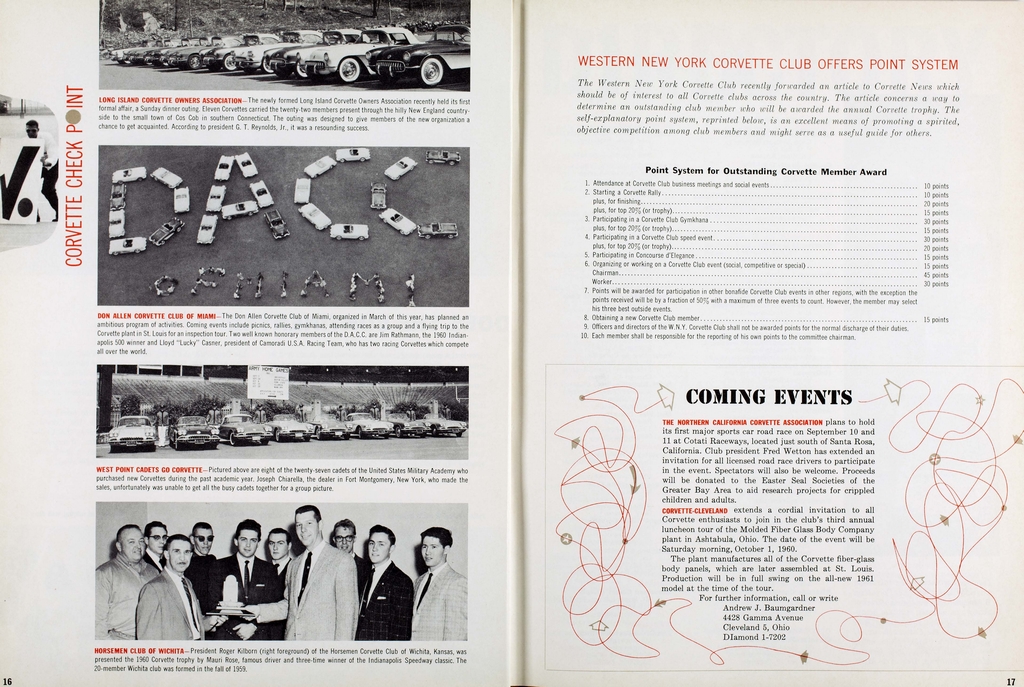 CORVETTE CHECK POINT
LONG ISLAND CORVETTE OWNERS ASSOCIATION—The newly formed Long Island Corvette Owners Association recently held its first
formal affair, a Sunday dinner outing. Eleven Corvettes carried the twenty-two members present through the hilly New England country-
side to the small town of Cos Cob in southern Connecticut. The outing was designed to give members of the new organization a
chance to get acquainted. According to president G. T. Reynolds, Jr., it was a resounding success.
DACC
OF MIAMI
DON ALLEN CORVETTE CLUB OF MIAMI—The Don Allen Corvette Club of Miami, organized in March of this year, has planned an
ambitious program of activities. Coming events include picnics, rallies, gymkhanas, attending races as a group and a flying trip to the
Corvette plant in St. Louis for an inspection tour. Two well known honorary members of the D.A.C.C. are Jim Rathmann, the 1960 Indian-
apolis 500 winner and Lloyd "Lucky" Casner, president of Camoradi U.S.A. Racing Team, who has two racing Corvettes which compete
all over the world.
ARMY HOME GAMES
WEST POINT CADETS GO CORVETTE—Pictured above are eight of the twenty-seven cadets of the United States Military Academy who
purchased new Corvettes during the past academic year. Joseph Chiarella, the dealer in Fort Montgomery, New York, who made the
sales, unfortunately was unable to get all the busy cadets together for a group picture.
HORSEMEN CLUB OF WICHITA—President Roger Kilborn (right foreground) of the Horsemen Corvette Club of Wichita, Kansas, was
presented the 1960 Corvette trophy by Mauri Rose, famous driver and three-time winner of the Indianapolis Speedway classic. The
20-member Wichita club was formed in the fall of 1959.
16
WESTERN NEW YORK CORVETTE CLUB OFFERS POINT SYSTEM
The Western New York Corvette Club recently forwarded an article to Corvette News which
should be of interest to all Corvette clubs across the country. The article concerns a way to
determine an outstanding club member who will be awarded the annual Corvette trophy. The
self-explanatory point system, reprinted below, is an excellent means of promoting a spirited,
objective competition among club members and might serve as a useful guide for others.
Point System for Outstanding Corvette Member Award
1. Attendance at Corvette Club business meetings and social events 10 points
2. Starting a Corvette Rally 10 points
plus, for finishing 20 points
plus, for top 20% (or trophy) 15 points
3. Participating in a Corvette Club Gymkhana 30 points
plus, for top 20% (or trophy) 15 points
4. Participating in a Corvette Club speed event 30 points
plus, for top 20% (or trophy) 20 points
5. Participating in Concourse d'Elegance 15 points
6. Organizing or working on a Corvette Club event (social, competitive or special) 15 points
Chairman 45 points
Worker 30 points
7. Points will be awarded for participation in other bonafide Corvette Club events in other regions, with the exception the
points received will be by a fraction of 50% with a maximum of three events to count. However, the member may select
his three best outside events.
8. Obtaining a new Corvette Club member 15 points
9. Officers and directors of the W.N.Y. Corvette Club shall not be awarded points for the normal discharge of their duties.
10. Each member shall be responsible for the reporting of his own points to the committee chairman.
COMING EVENTS
THE NORTHERN CALIFORNIA CORVETTE ASSOCIATION plans to hold
its first major sports car road race on September 10 and
11 at Cotati Raceways, located just south of Santa Rosa,
California. Club president Fred Wetton has extended an
invitation for all licensed road race drivers to participate
in the event. Spectators will also be welcome. Proceeds
will be donated to the Easter Seal Societies of the
Greater Bay Area to aid research projects for crippled
children and adults.
CORVETTE-CLEVELAND extends a cordial invitation to all
Corvette enthusiasts to join in the club's third annual
luncheon tour of the Molded Fiber Glass Body Company
plant in Ashtabula, Ohio. The date of the event will be
Saturday morning, October 1, 1960.
The plant manufactures all of the Corvette fiber-glass
body panels, which are later assembled at St. Louis.
Production will be in full swing on the all-new 1961
model at the time of the tour.
For further information, call or write
Andrew J. Baumgardner
4428 Gamma Avenue
Cleveland 5, Ohio
DIamond 1-7202
17